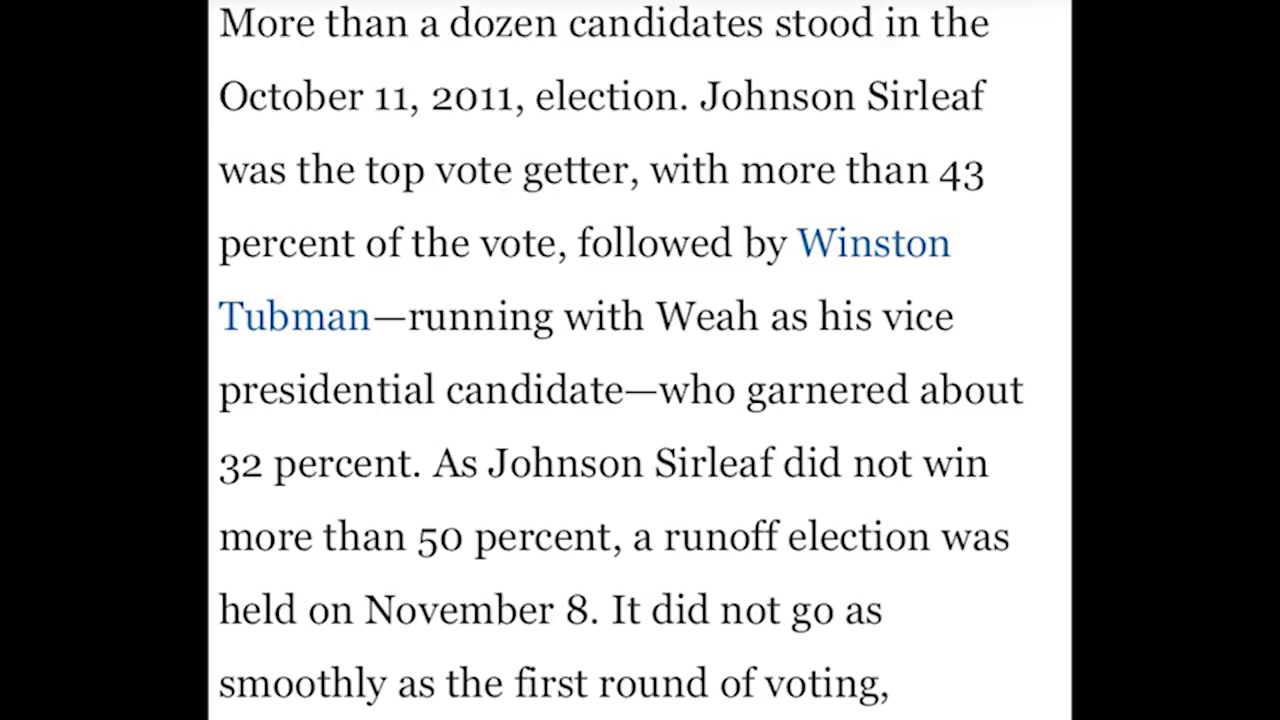 More than a dozen candidates stood in the
October 11, 2011, election. Johnson Sirleaf
was the top vote getter, with more than 43
percent of the vote, followed by Winston
Tubman—running with Weah as his vice
presidential candidate—who garnered about
32 percent. As Johnson Sirleaf did not win
more than 50 percent, a runoff election was
held on November 8. It did not go as
smoothly as the first round of voting,